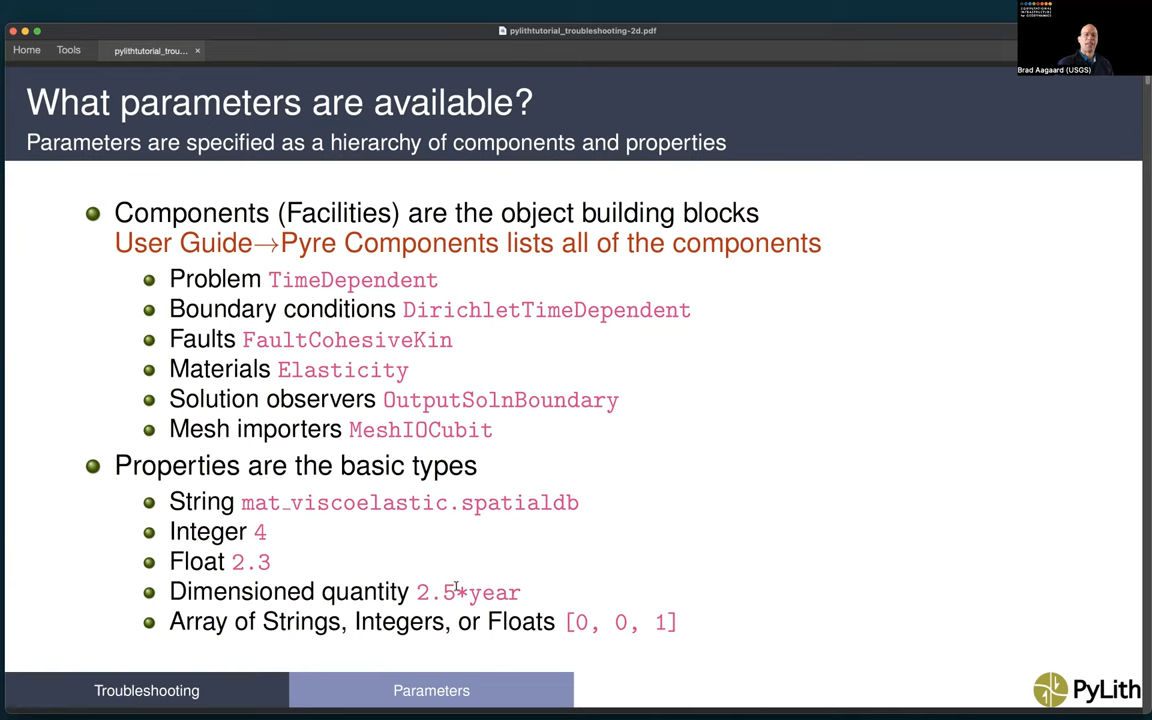 pylithtutorial_troubleshooting-2d.pdf
Home Tools pylithtutorial_trou... ×
COMPUTATIONAL
INFRASTRUCTURE
for GEODYNAMICS
Brad Aagaard (USGS)
What parameters are available?
Parameters are specified as a hierarchy of components and properties
Components (Facilities) are the object building blocks
User Guide→Pyre Components lists all of the components
Problem TimeDependent
Boundary conditions DirichletTimeDependent
Faults FaultCohesiveKin
Materials Elasticity
Solution observers OutputSolnBoundary
Mesh importers MeshIOCubit
Properties are the basic types
String mat_viscoelastic.spatialdb
Integer 4
Float 2.3
Dimensioned quantity 2.5*year
Array of Strings, Integers, or Floats [0, 0, 1]
Troubleshooting Parameters
PyLith